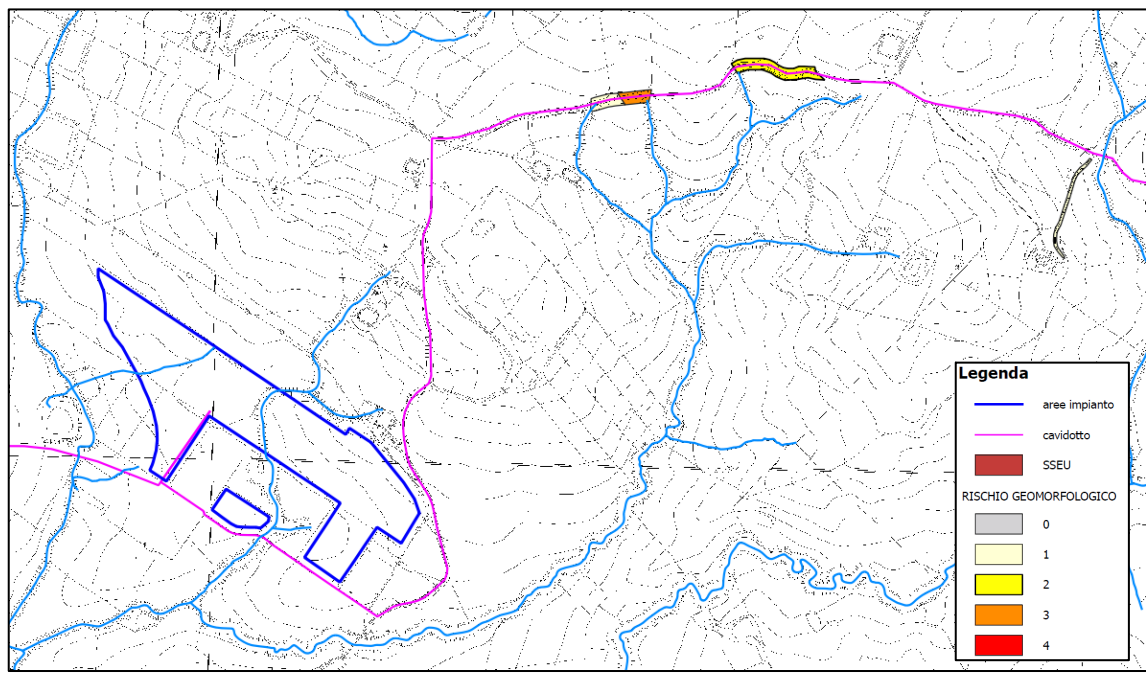 Legenda
aree impianto
cavidotto
SSEU
RISCHIO GEOMORFOLOGICO
0
1
2
3
4